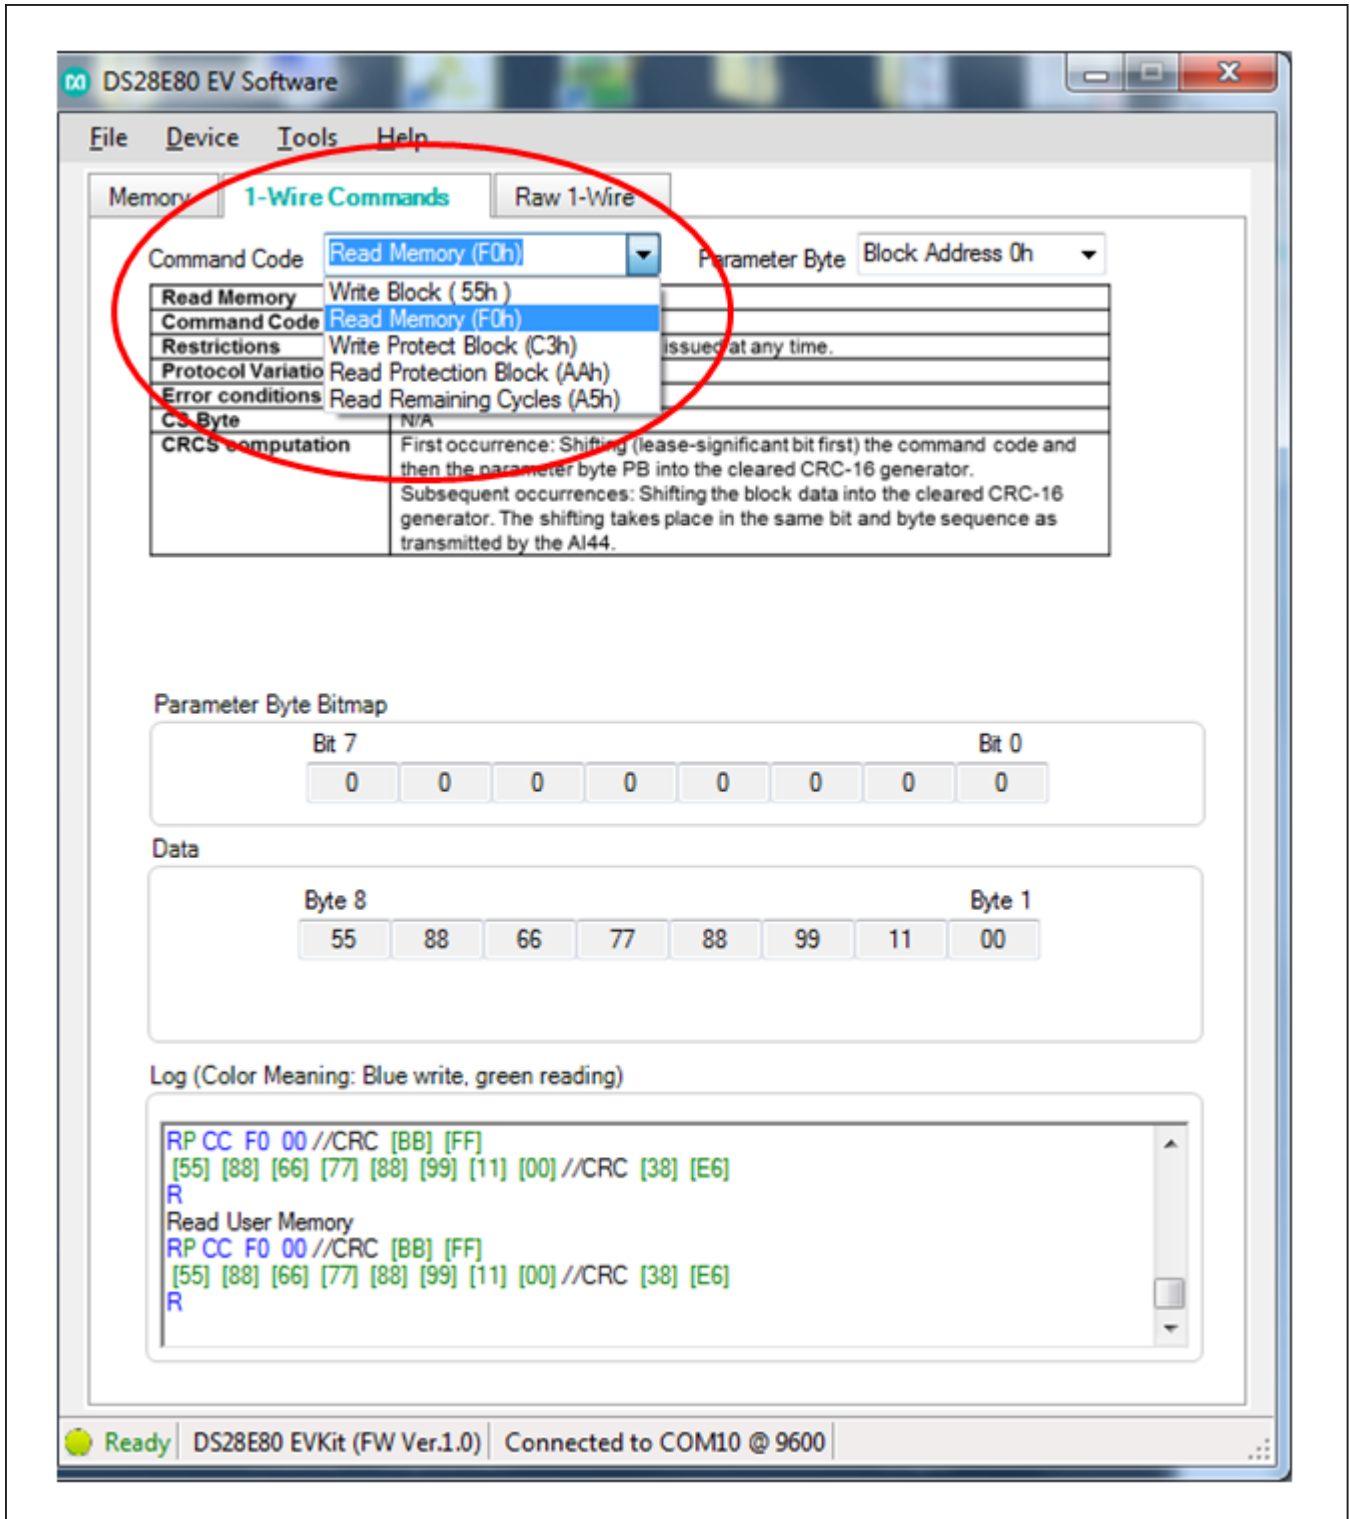 DS28E80 EV Software
File Device Tools Help
Memory 1-Wire Commands Raw 1-Wire
Command Code Read Memory (F0h) Parameter Byte Block Address 0h
Write Block ( 55h )
Read Memory (F0h)
Write Protect Block (C3h)
Read Protection Block (AAh)
Read Remaining Cycles (A5h)
Read Memory
Command Code
Restrictions issued at any time.
Protocol Variatio
Error conditions
CS Byte N/A
CRCS computation First occurrence: Shifting (lease-significant bit first) the command code and
then the parameter byte PB into the cleared CRC-16 generator.
Subsequent occurrences: Shifting the block data into the cleared CRC-16
generator. The shifting takes place in the same bit and byte sequence as
transmitted by the AI44.
Parameter Byte Bitmap
Bit 7 Bit 0
0 0 0 0 0 0 0 0
Data
Byte 8 Byte 1
55 88 66 77 88 99 11 00
Log (Color Meaning: Blue write, green reading)
RP CC F0 00 //CRC [BB] [FF]
[55] [88] [66] [77] [88] [99] [11] [00] //CRC [38] [E6]
R
Read User Memory
RP CC F0 00 //CRC [BB] [FF]
[55] [88] [66] [77] [88] [99] [11] [00] //CRC [38] [E6]
R
Ready DS28E80 EVKit (FW Ver.1.0) Connected to COM10 @ 9600